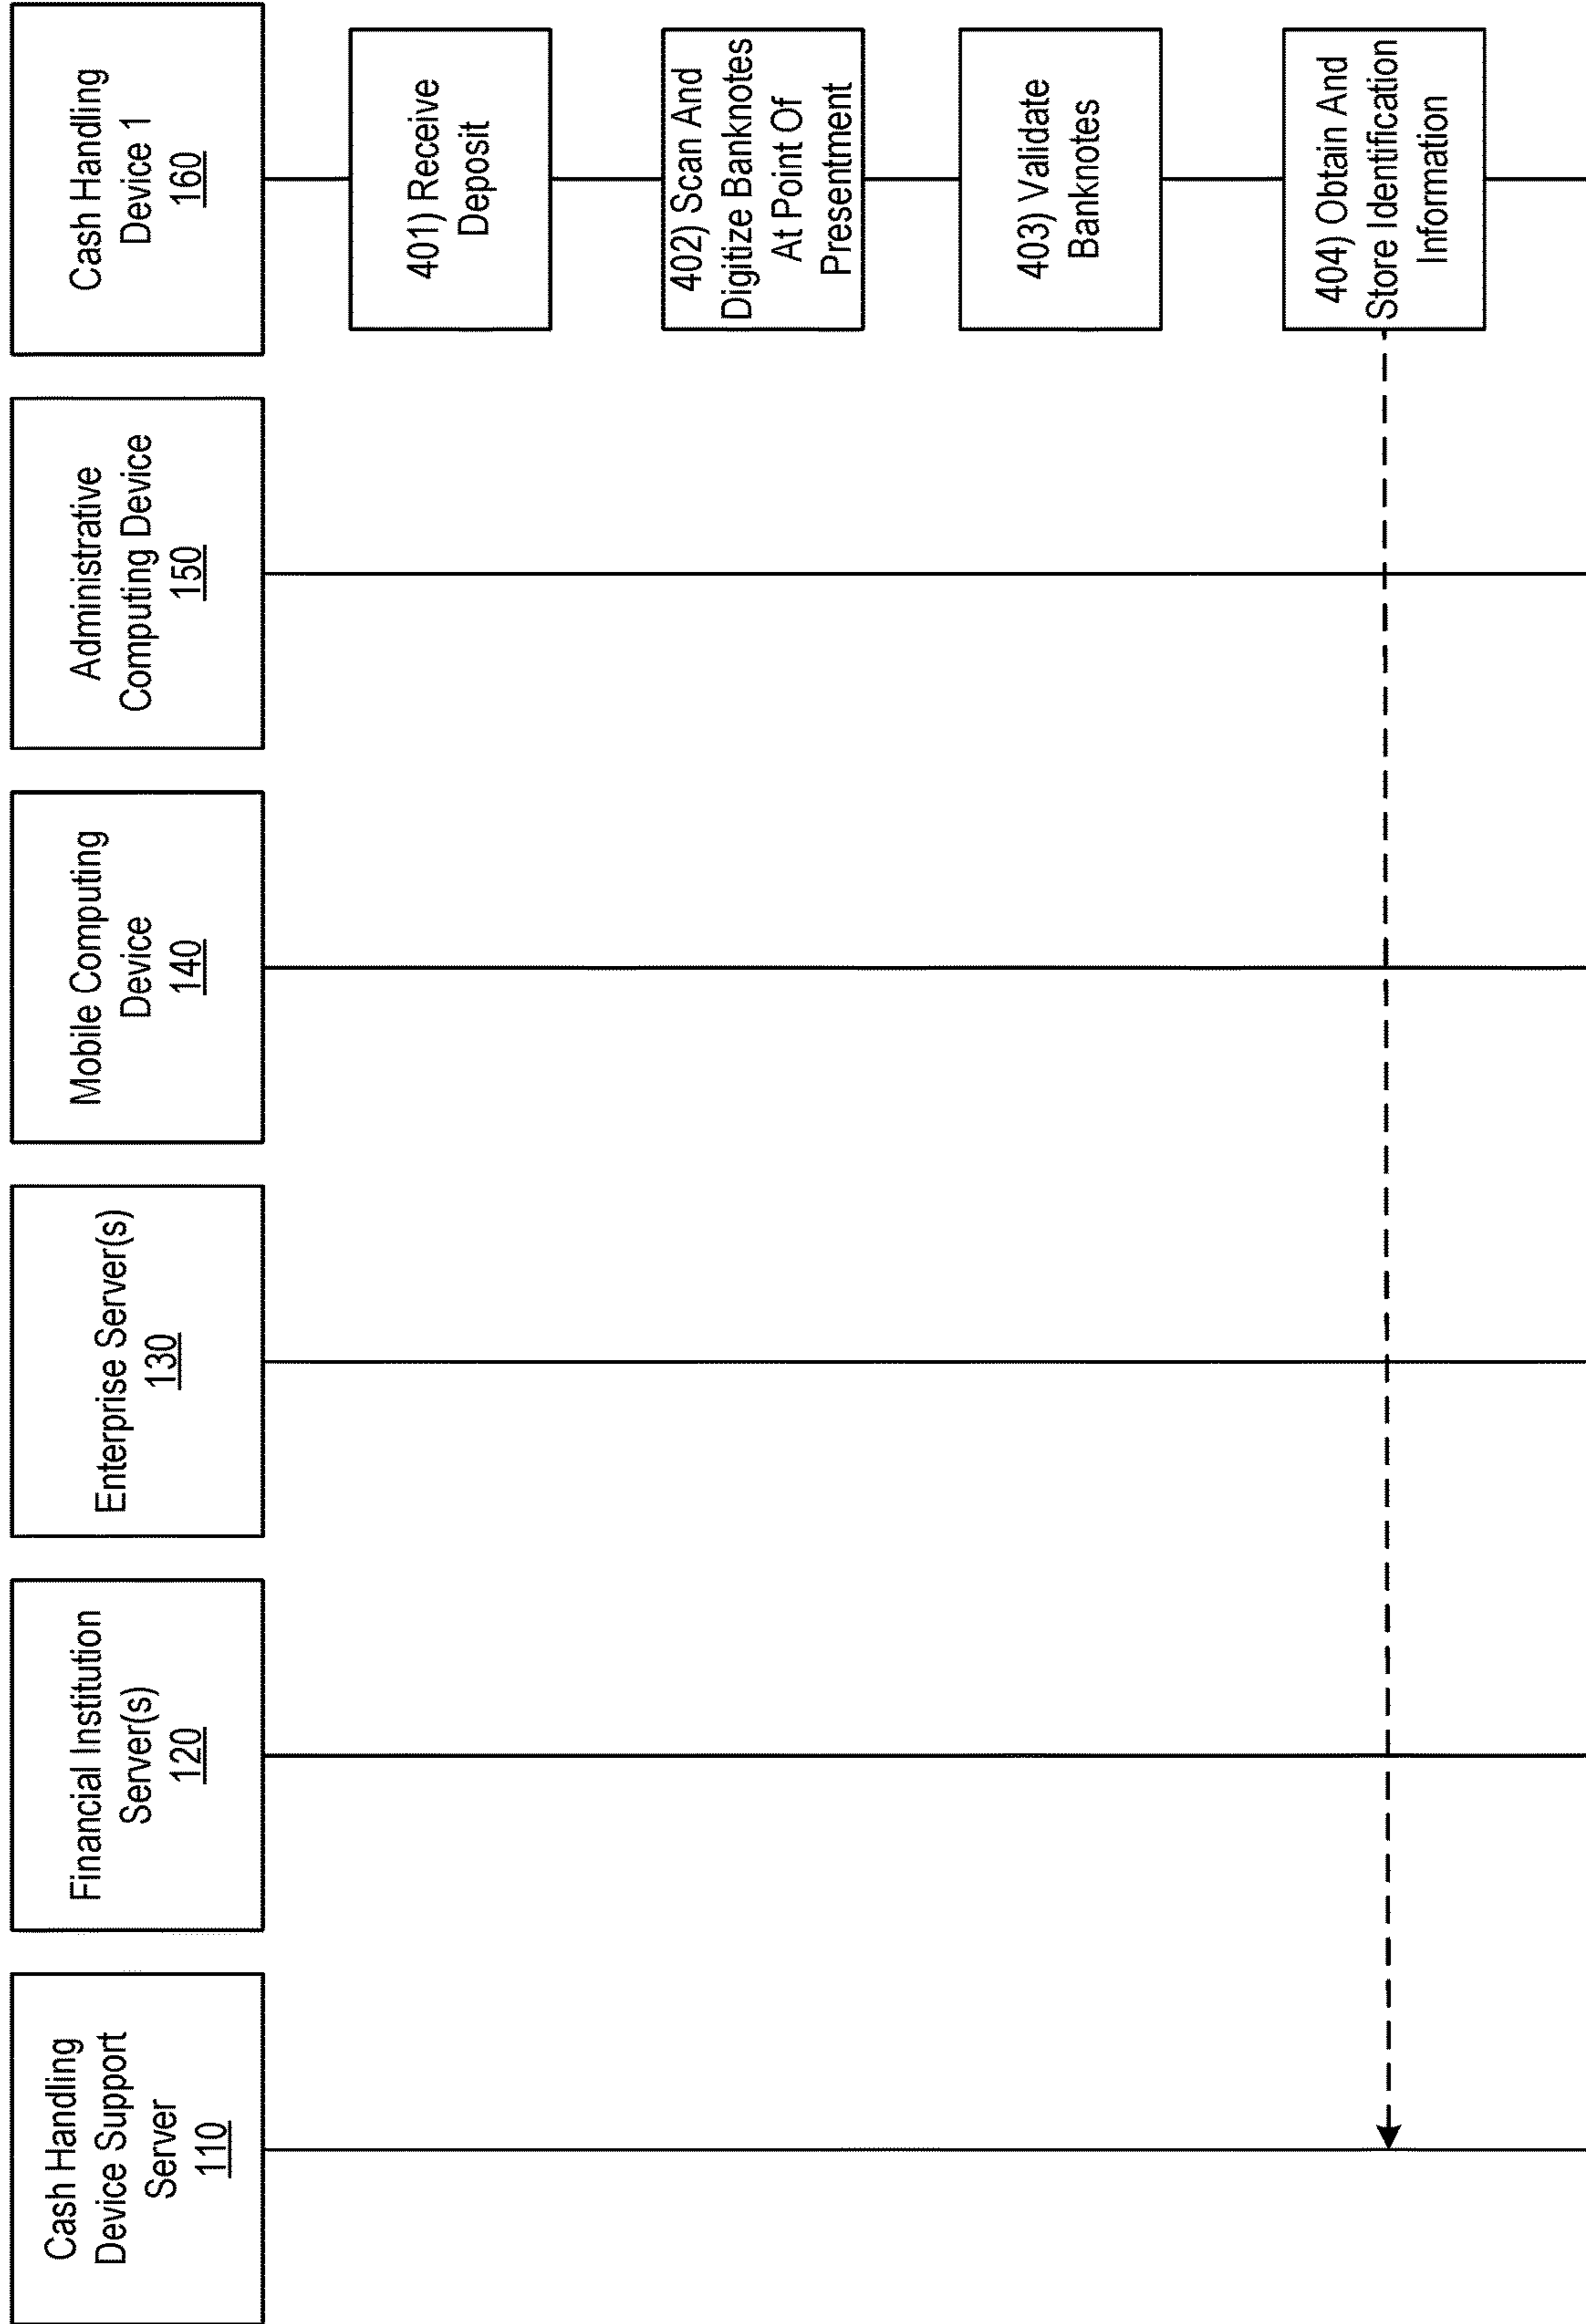 Cash Handling
Device Support
Server
110
Financial Institution
Server(s)
120
Enterprise Server(s)
130
Mobile Computing
Device
140
Administrative
Computing Device
150
Cash Handling
Device 1
160
401) Receive
Deposit
402) Scan And
Digitize Banknotes
At Point Of
Presentment
403) Validate
Banknotes
404) Obtain And
Store Identification
Information